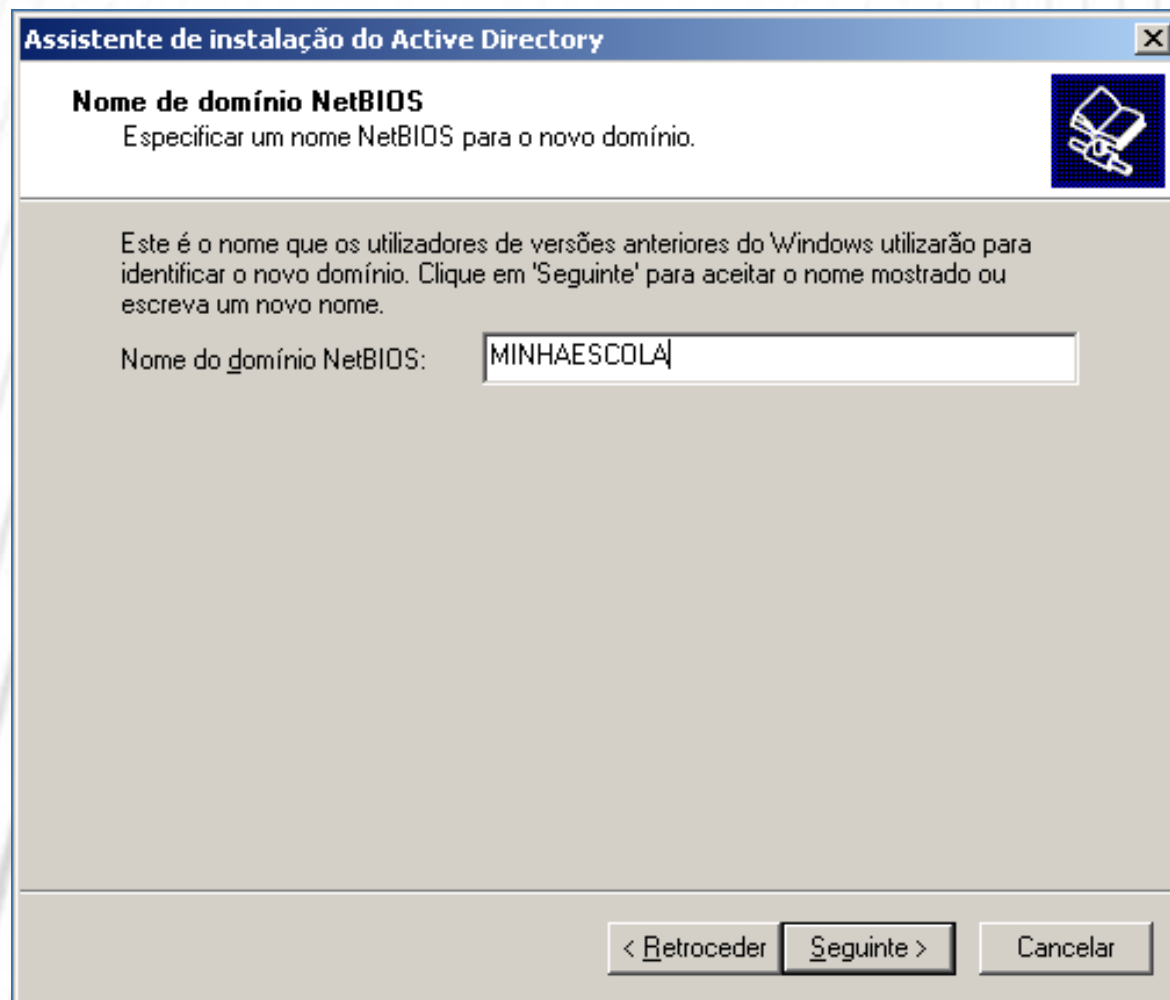 Assistente de instalação do Active Directory
Nome de domínio NetBIOS
Especificar um nome NetBIOS para o novo domínio.
Este é o nome que os utilizadores de versões anteriores do Windows utilizarão para
identificar o novo domínio. Clique em 'Seguinte' para aceitar o nome mostrado ou
escreva um novo nome.
Nome do domínio NetBIOS: MINHAESCOLA
< Retroceder Seguinte > Cancelar